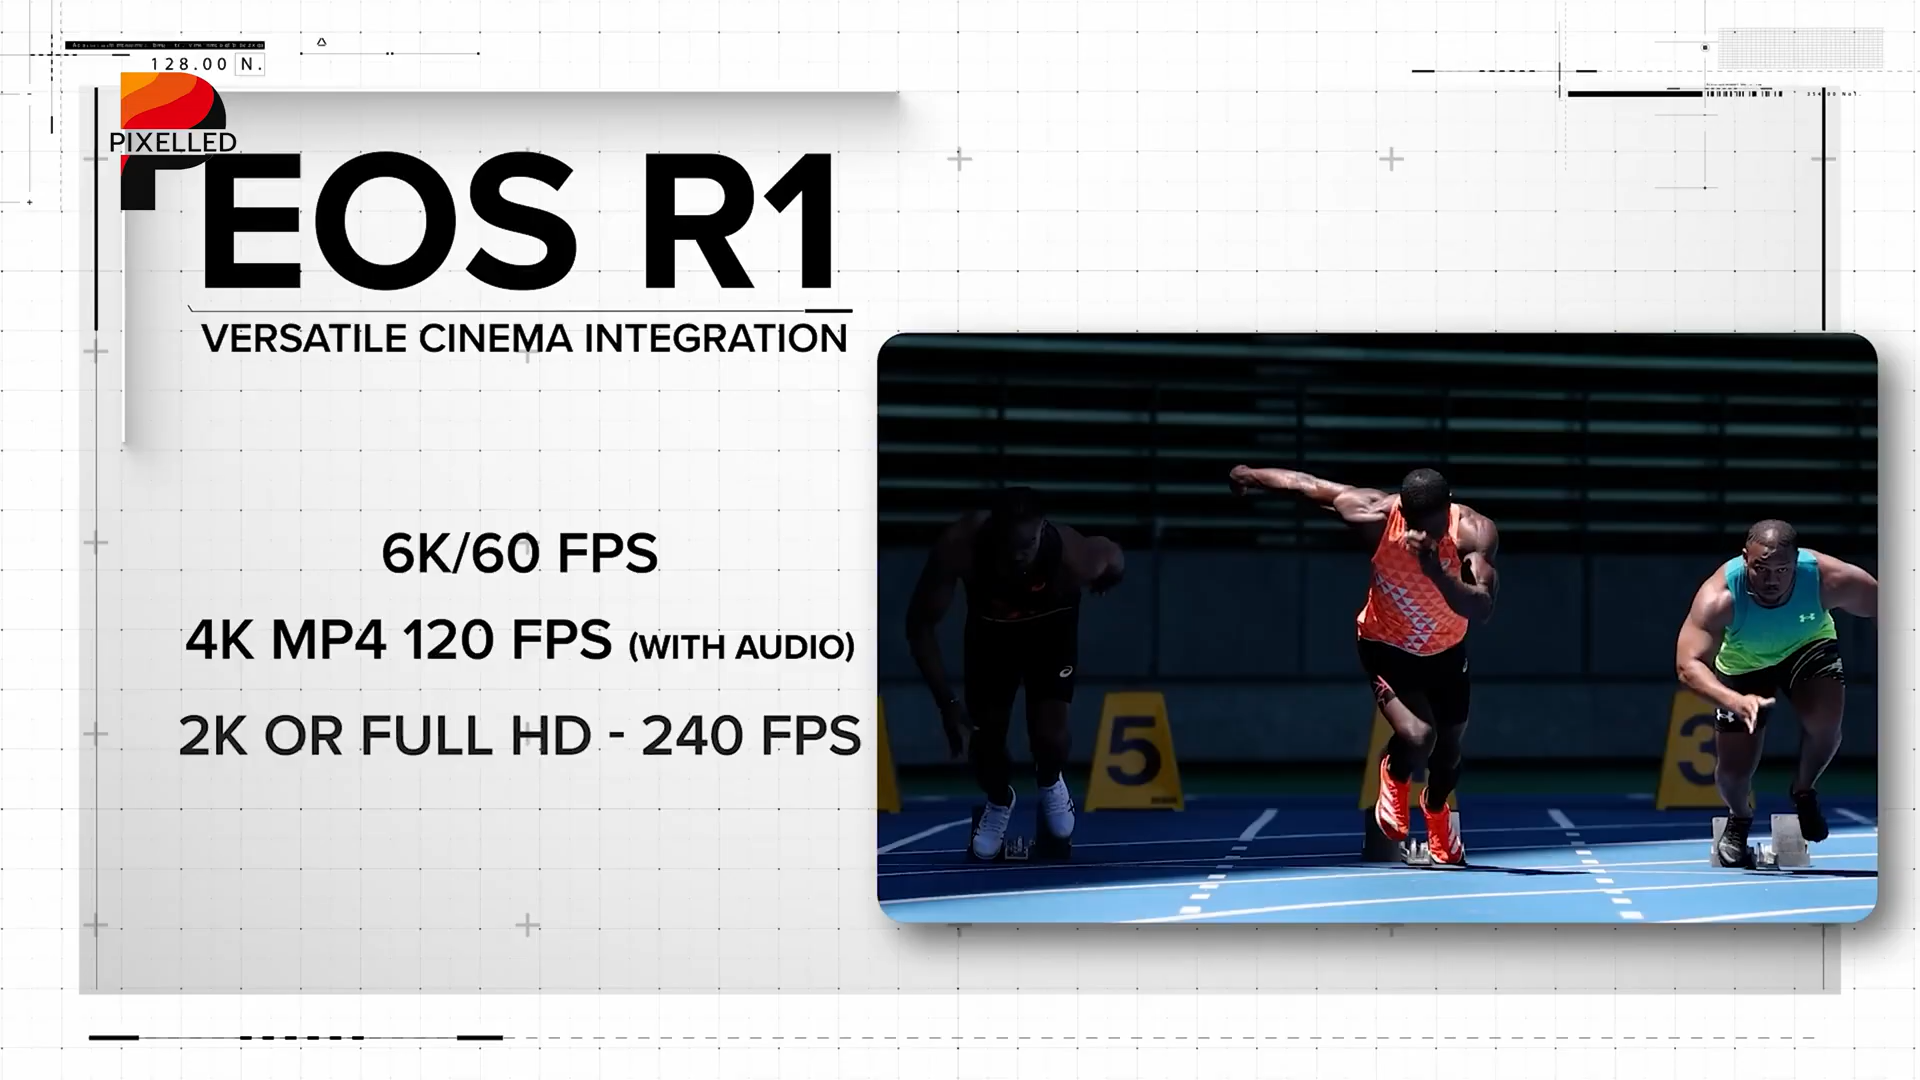 128.00 N.
PIXELLED
EOS R1
VERSATILE CINEMA INTEGRATION
6K/60 FPS
4K MP4 120 FPS (WITH AUDIO)
2K OR FULL HD - 240 FPS
5
3